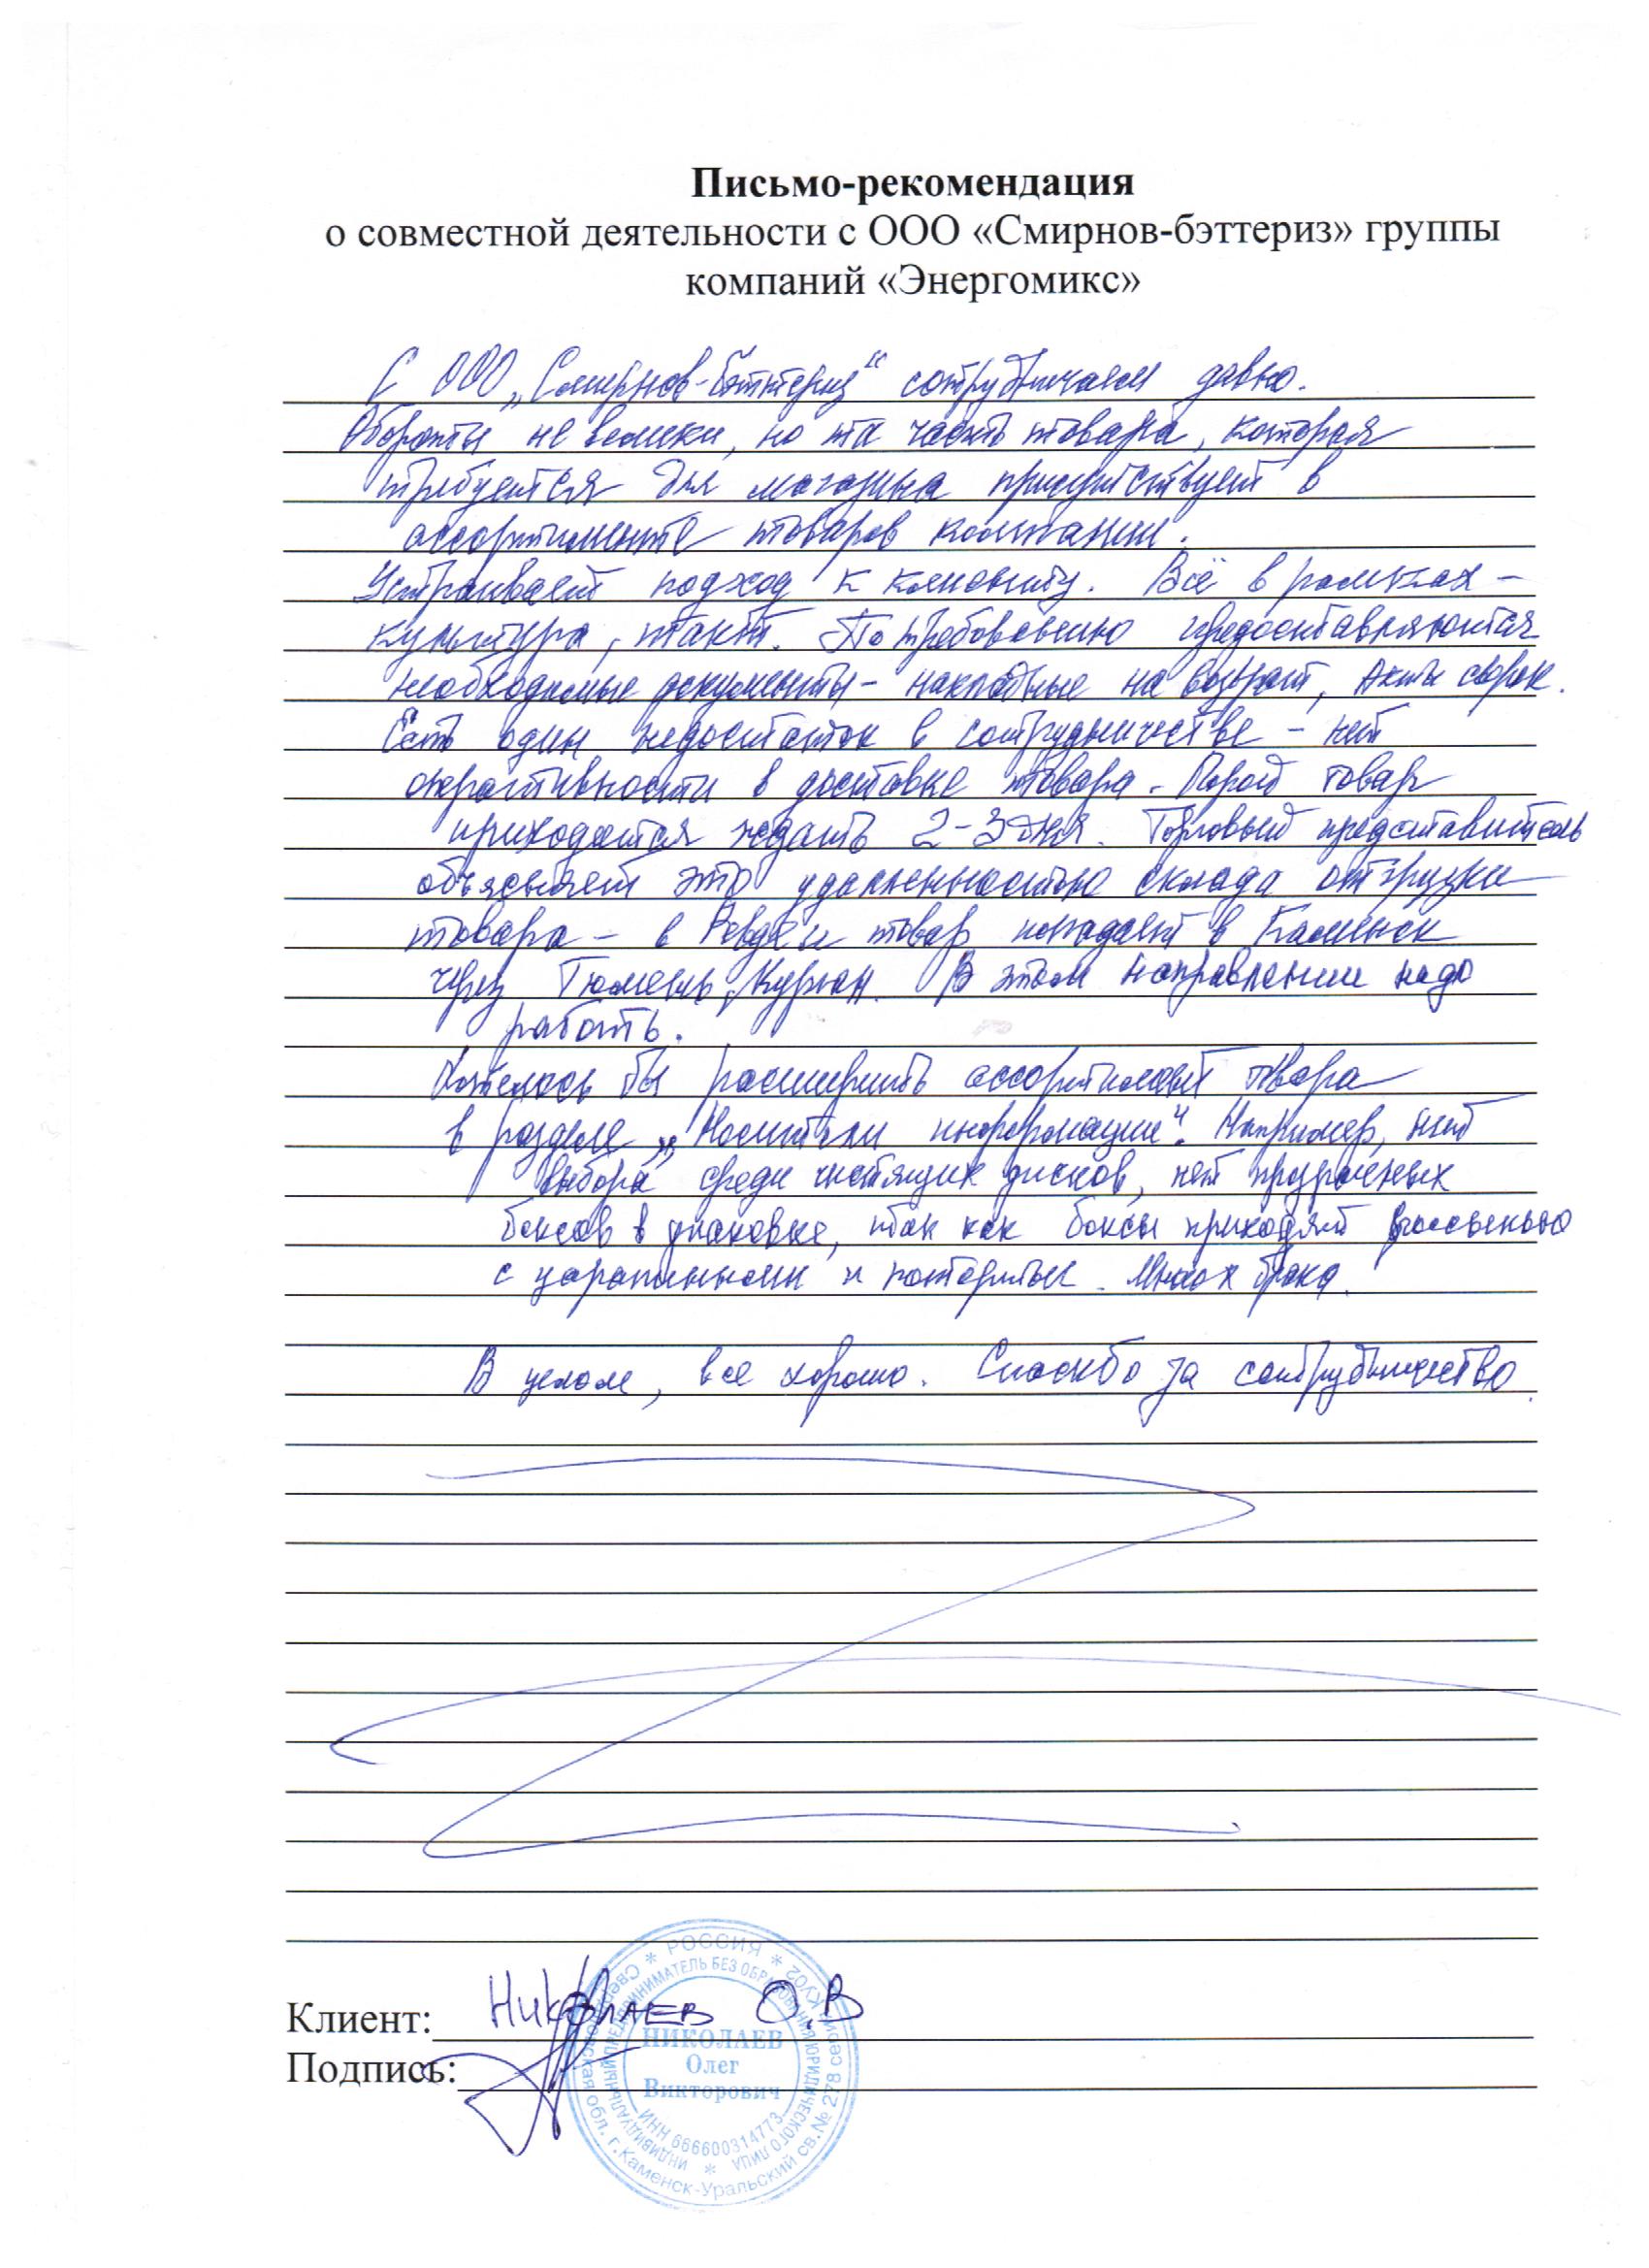 Письмо-рекомендация
о совместной деятельности с ООО «Смирнов-бэттериз» группы
компаний «Энергомикс»
С ООО „Смирнов-бэттериз“ сотрудничаем давно.
Обороты не велики, но та часть товара, которая
требуется для магазина присутствует в
ассортименте товаров компании.
Устраивает подход к клиенту. Всё в рамках –
культура, такт. По требованию предоставляются
необходимые документы – накладные на возврат, Акты сверок.
Есть один недостаток в сотрудничестве – нет
оперативности в доставке товара. Порой товар
приходится ждать 2-3 дня. Торговый представитель
объясняет это удаленностью склада отгрузки
товара – в Ревде и товар попадает в Каменск
через Тюмень, Курган. В этом направлении надо
работать.
Хотелось бы расширить ассортимент товара
в разделе „Носители информации“. Например, нет
выбора среди чистящих дисков, нет прозрачных
боксов в упаковке, так как боксы приходят россыпью
с царапинами и потертые. Много брака.
В целом, все хорошо. Спасибо за сотрудничество.
Клиент: Николаев О.В
Подпись:
РОССИЯ
Свердловская обл. г.Каменск-Уральский св.№ 278 серия КУ02
ИНДИВИДУАЛЬНЫЙ ПРЕДПРИНИМАТЕЛЬ БЕЗ ОБРАЗОВАНИЯ ЮРИДИЧЕСКОГО ЛИЦА
НИКОЛАЕВ
Олег
Викторович
ИНН 666600314773